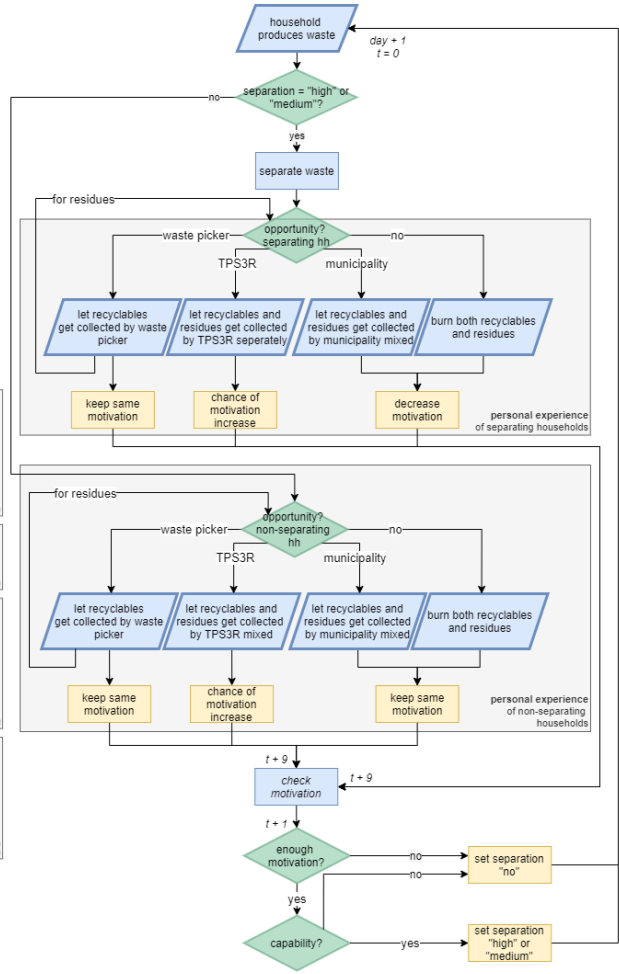 household
produces waste
day + 1
t = 0
separation = "high" or
"medium"?
no
yes
separate waste
for residues
opportunity?
separating hh
waste picker
no
TPS3R
municipality
let recyclables
get collected by waste
picker
let recyclables and
residues get collected
by TPS3R seperately
let recyclables and
residues get collected
by municipality mixed
burn both recyclables
and residues
keep same
motivation
chance of
motivation
increase
decrease
motivation
personal experience
of separating households
for residues
opportunity?
non-separating
hh
waste picker
no
TPS3R
municipality
let recyclables
get collected by waste
picker
let recyclables and
residues get collected
by TPS3R mixed
let recyclables and
residues get collected
by municipality mixed
burn both recyclables
and residues
keep same
motivation
chance of
motivation
increase
keep same
motivation
personal experience
of non-separating
households
t + 9
check
motivation
t + 9
t + 1
enough
motivation?
no
set separation
"no"
no
yes
capability?
yes
set separation
"high" or
"medium"